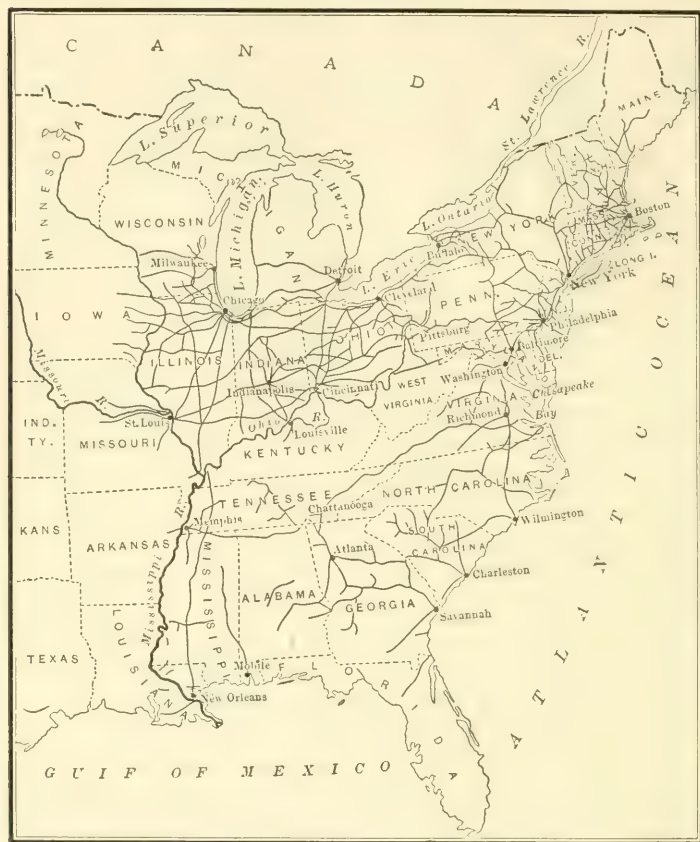 CANADA
St. Lawrence R.
MAINE
MINNESOTA
L. Superior
MICHIGAN
L. Huron
L. Michigan
WISCONSIN
L. Ontario
NEW YORK
Buffalo
MASS.
CONN.
Boston
LONG I.
New York
Milwaukee
Detroit
L. Erie
Cleveland
Chicago
IOWA
PENN.
OHIO
Pittsburg
Philadelphia
ILLINOIS
INDIANA
Baltimore
DEL.
Washington
Missouri R.
Indianapolis
Cincinnati
WEST
VIRGINIA
VIRGINIA
Chesapeake
Bay
Richmond
St. Louis
Ohio R.
Louisville
IND.
TY.
MISSOURI
KENTUCKY
TENNESSEE
NORTH CAROLINA
Chattanooga
Memphis
Wilmington
KANS
ARKANSAS
Mississippi R.
MISSISSIPPI
SOUTH
CAROLINA
Atlanta
Charleston
ALABAMA
GEORGIA
Savannah
TEXAS
LOUISIANA
Mobile
FLORIDA
New Orleans
ATLANTIC OCEAN
GULF OF MEXICO